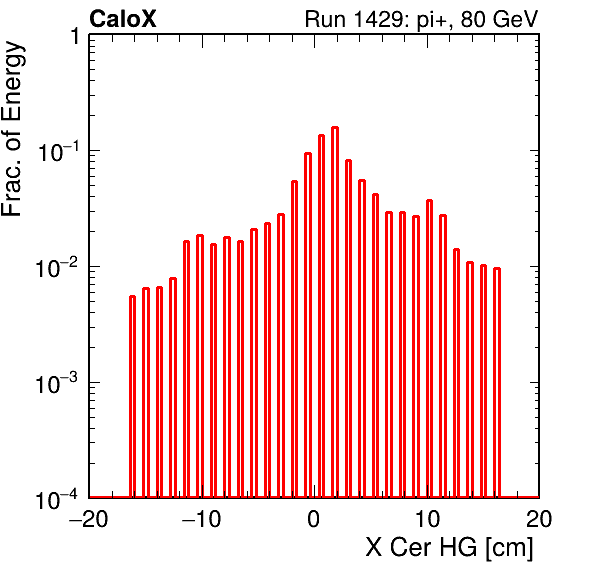 CaloX Run 1429: pi+, 80 GeV
Frac. of Energy
1
10⁻¹
10⁻²
10⁻³
10⁻⁴
−20 −10 0 10 20
X Cer HG [cm]